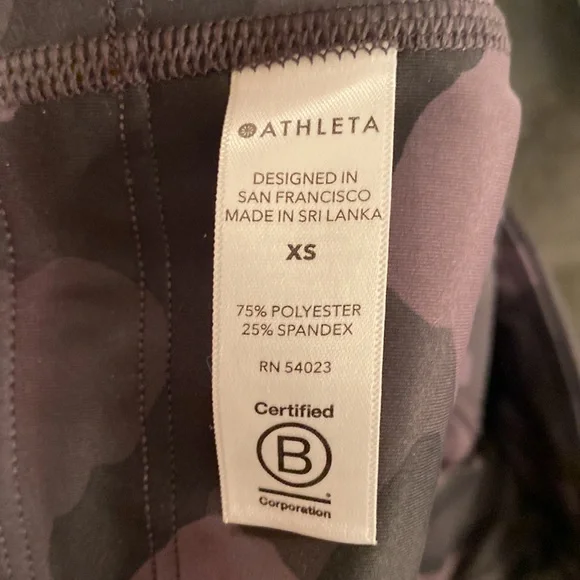 ATHLETA
DESIGNED IN
SAN FRANCISCO
MADE IN SRI LANKA
XS
75% POLYESTER
25% SPANDEX
RN 54023
Certified
B
Corporation